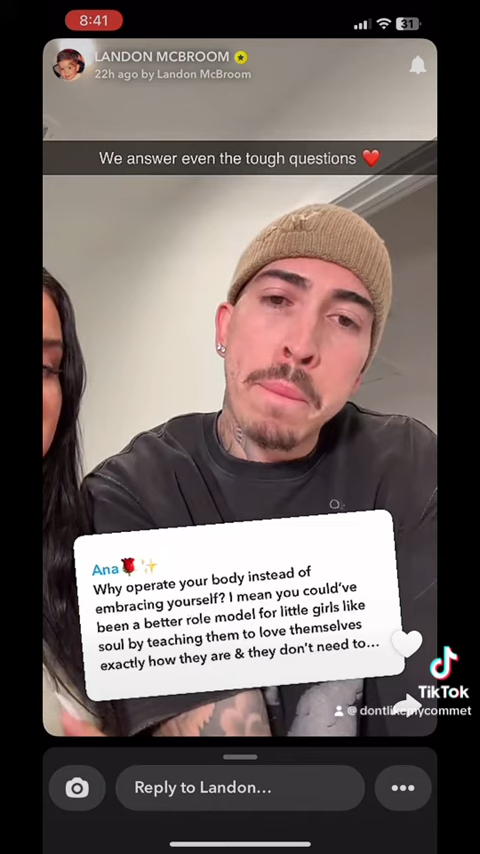 8:41
31
LANDON MCBROOM
22h ago by Landon McBroom
We answer even the tough questions ❤️
Ana🌹✨
Why operate your body instead of
embracing yourself? I mean you could've
been a better role model for little girls like
soul by teaching them to love themselves
exactly how they are & they don't need to...
TikTok
@ dontlikemycommet
Reply to Landon...